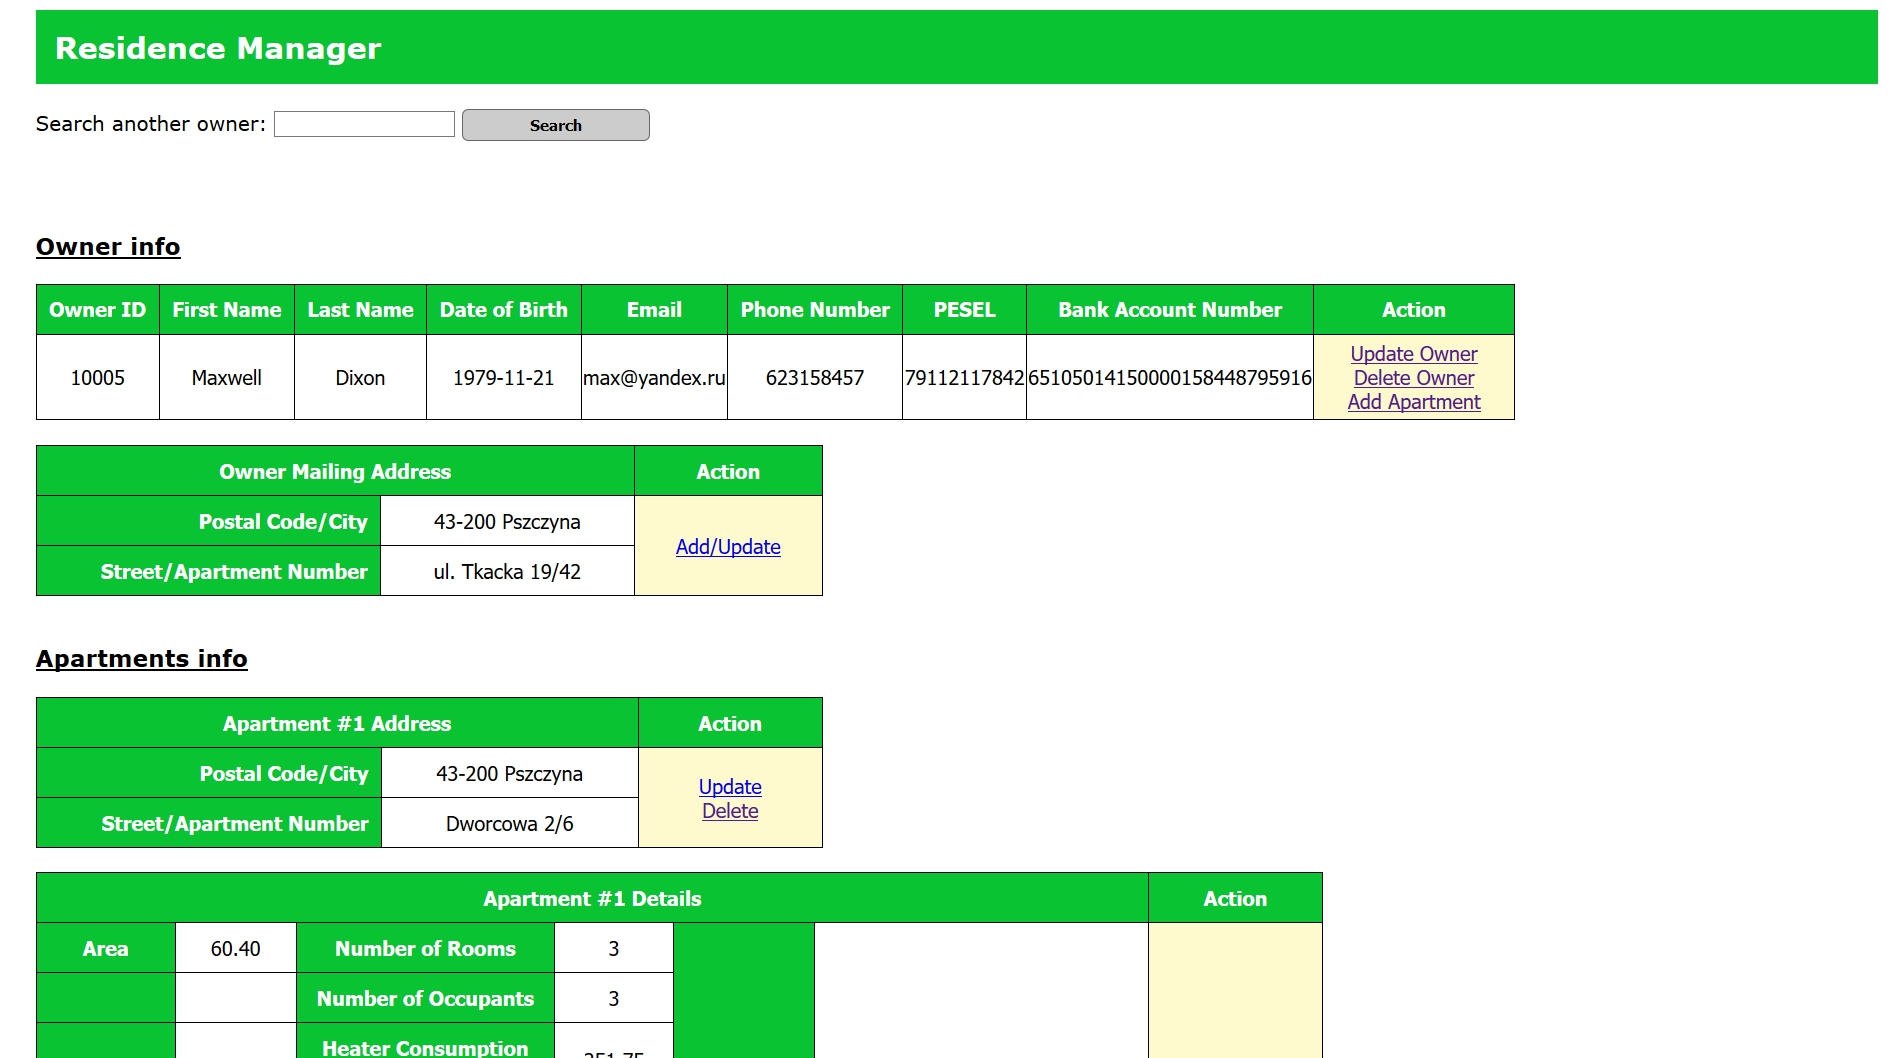 Residence Manager
Search another owner: Search
Owner info
Owner ID First Name Last Name Date of Birth Email Phone Number PESEL Bank Account Number Action
10005 Maxwell Dixon 1979-11-21 max@yandex.ru 623158457 79112117842 65105014150000158448795916 Update Owner
Delete Owner
Add Apartment
Owner Mailing Address Action
Postal Code/City 43-200 Pszczyna Add/Update
Street/Apartment Number ul. Tkacka 19/42
Apartments info
Apartment #1 Address Action
Postal Code/City 43-200 Pszczyna Update
Delete
Street/Apartment Number Dworcowa 2/6
Apartment #1 Details Action
Area 60.40 Number of Rooms 3
Number of Occupants 3
Heater Consumption